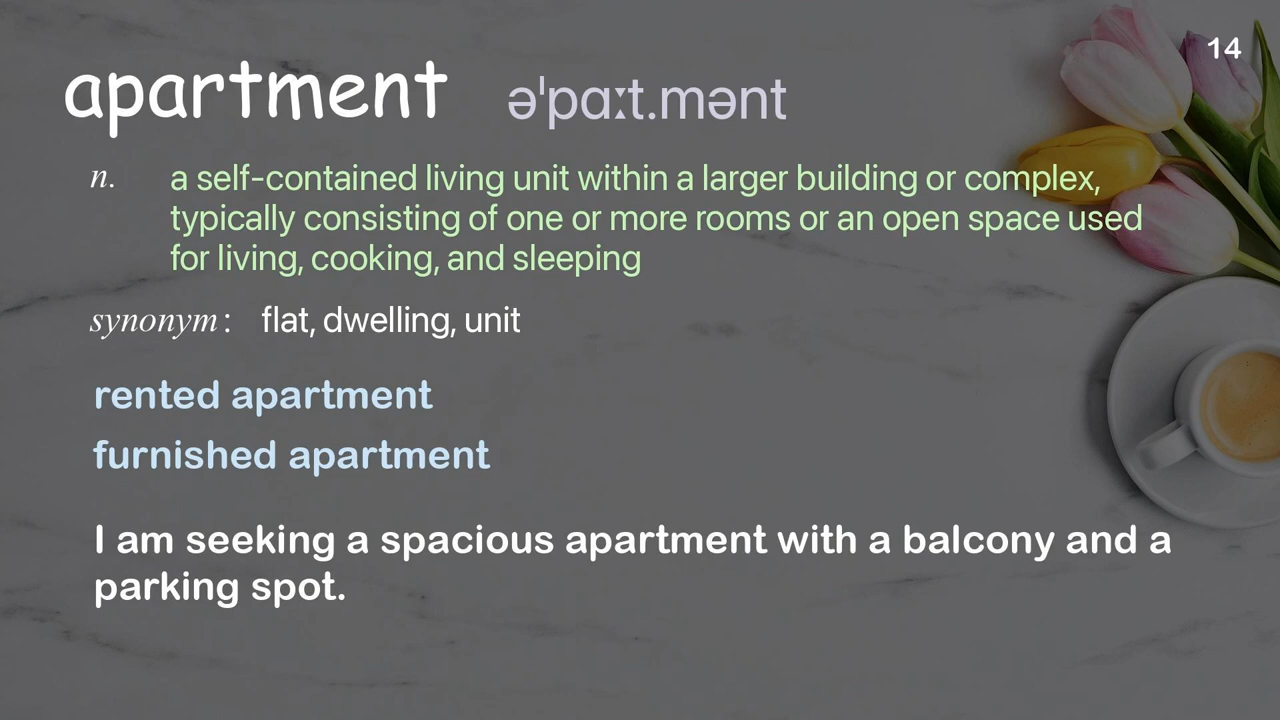 14
apartment əˈpɑːt.mənt
n. a self-contained living unit within a larger building or complex,
typically consisting of one or more rooms or an open space used
for living, cooking, and sleeping
synonym: flat, dwelling, unit
rented apartment
furnished apartment
I am seeking a spacious apartment with a balcony and a
parking spot.